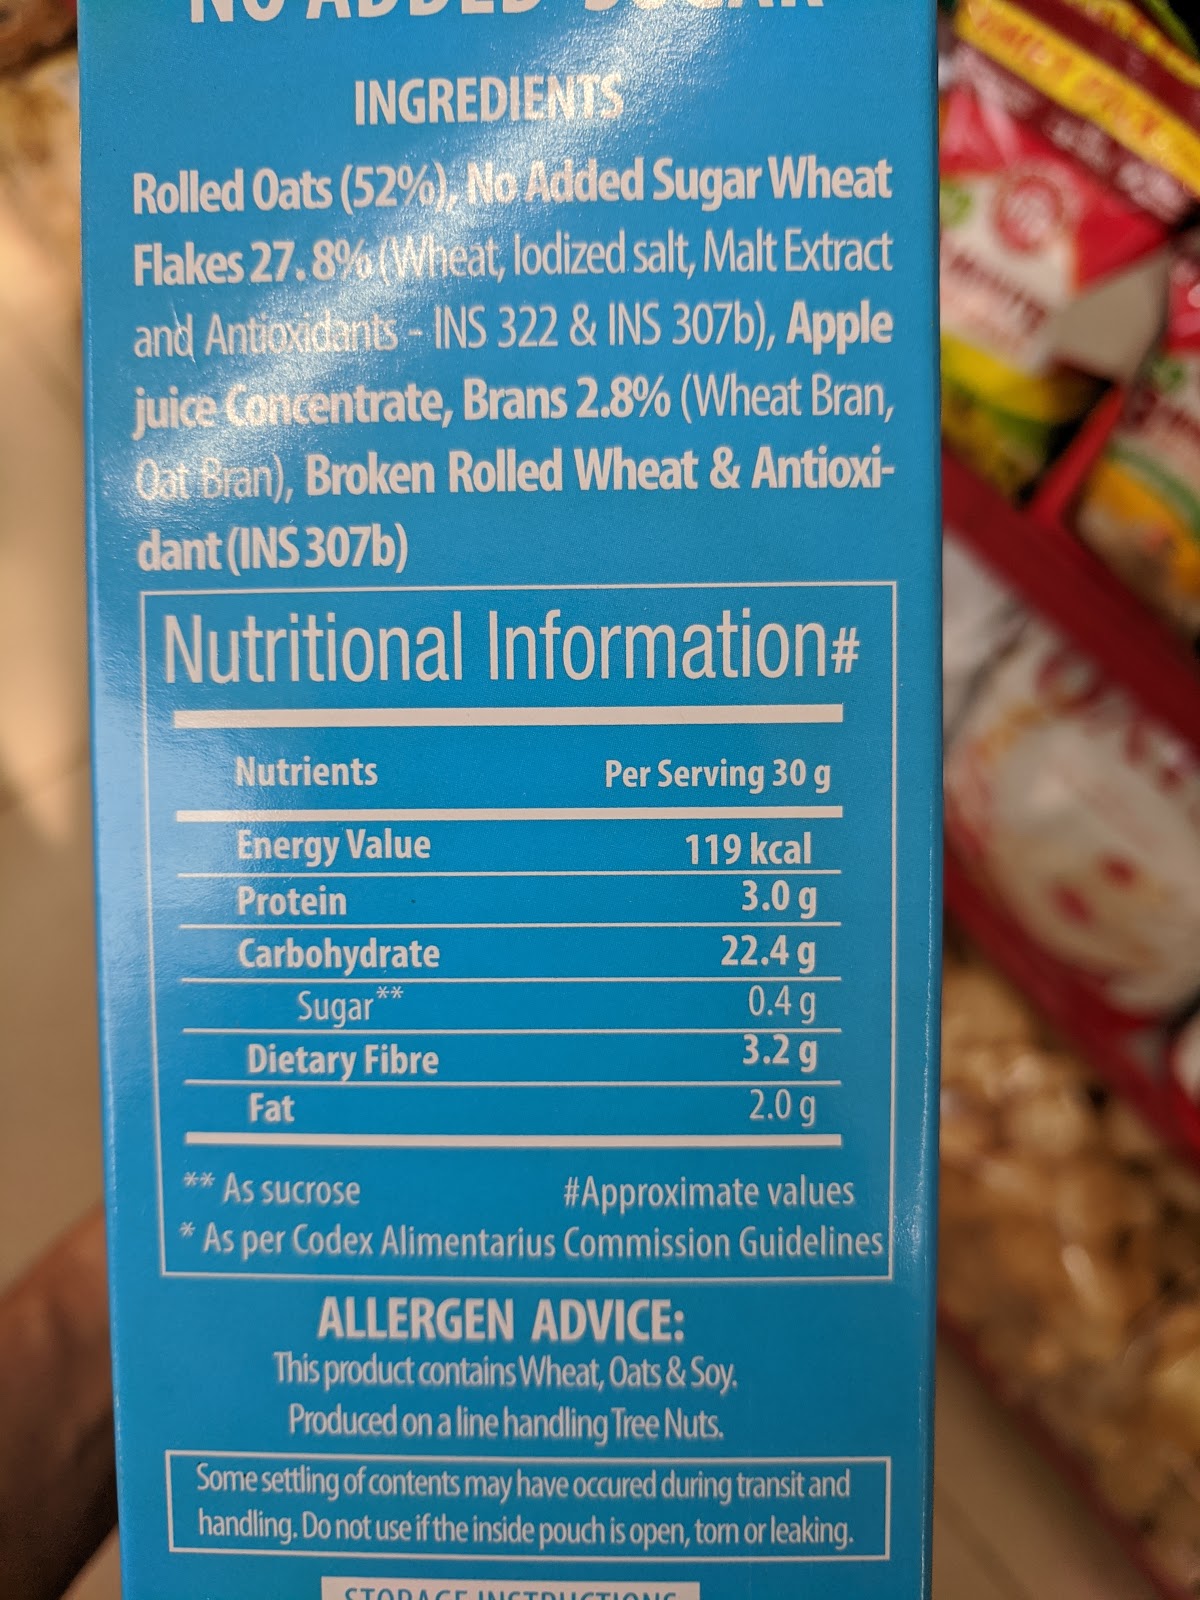 NO ADDED SUGAR
INGREDIENTS
Rolled Oats (52%), No Added Sugar Wheat
Flakes 27.8% (Wheat, Iodized salt, Malt Extract
and Antioxidants - INS 322 & INS 307b), Apple
juice Concentrate, Brans 2.8% (Wheat Bran,
Oat Bran), Broken Rolled Wheat & Antioxi-
dant (INS 307b)
Nutritional Information#
Nutrients Per Serving 30 g
Energy Value 119 kcal
Protein 3.0 g
Carbohydrate 22.4 g
Sugar** 0.4 g
Dietary Fibre 3.2 g
Fat 2.0 g
** As sucrose #Approximate values
* As per Codex Alimentarius Commission Guidelines
ALLERGEN ADVICE:
This product contains Wheat, Oats & Soy.
Produced on a line handling Tree Nuts.
Some settling of contents may have occured during transit and
handling. Do not use if the inside pouch is open, torn or leaking.
STORAGE INSTRUCTIONS